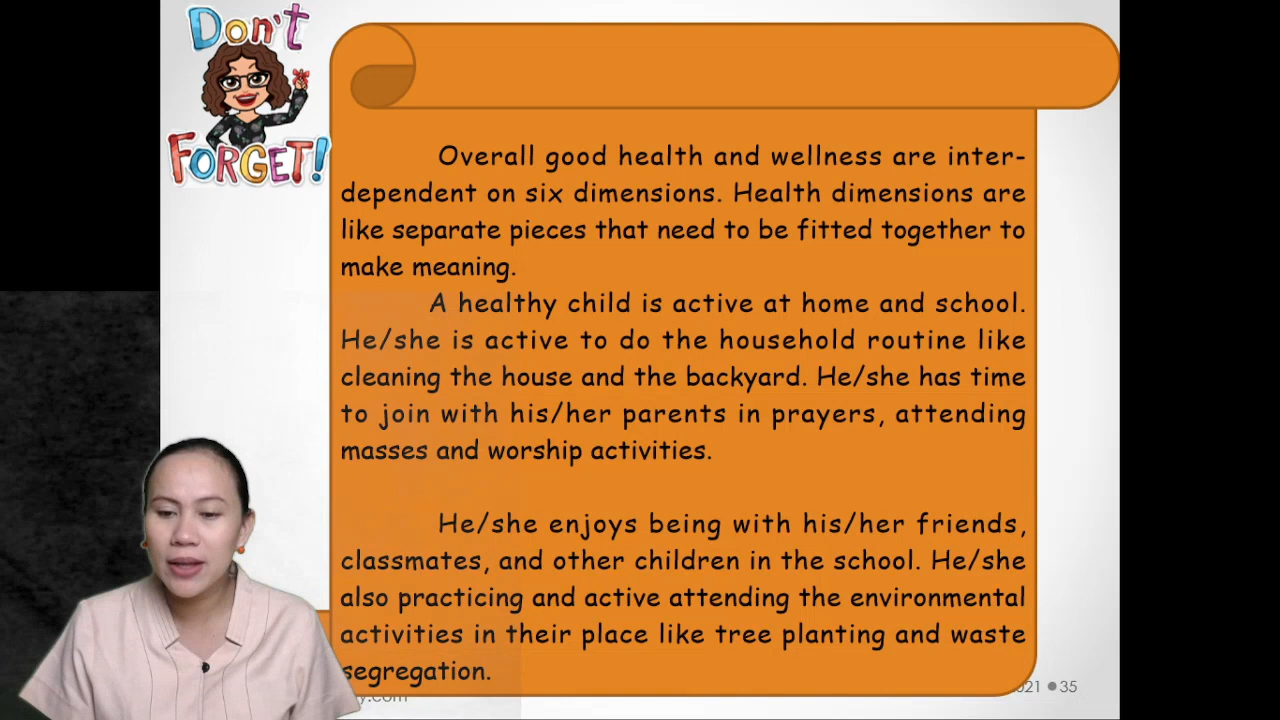 Don't
FORGET!
Overall good health and wellness are inter-
dependent on six dimensions. Health dimensions are
like separate pieces that need to be fitted together to
make meaning.
A healthy child is active at home and school.
He/she is active to do the household routine like
cleaning the house and the backyard. He/she has time
to join with his/her parents in prayers, attending
masses and worship activities.
He/she enjoys being with his/her friends,
classmates, and other children in the school. He/she
also practicing and active attending the environmental
activities in their place like tree planting and waste
segregation.
35